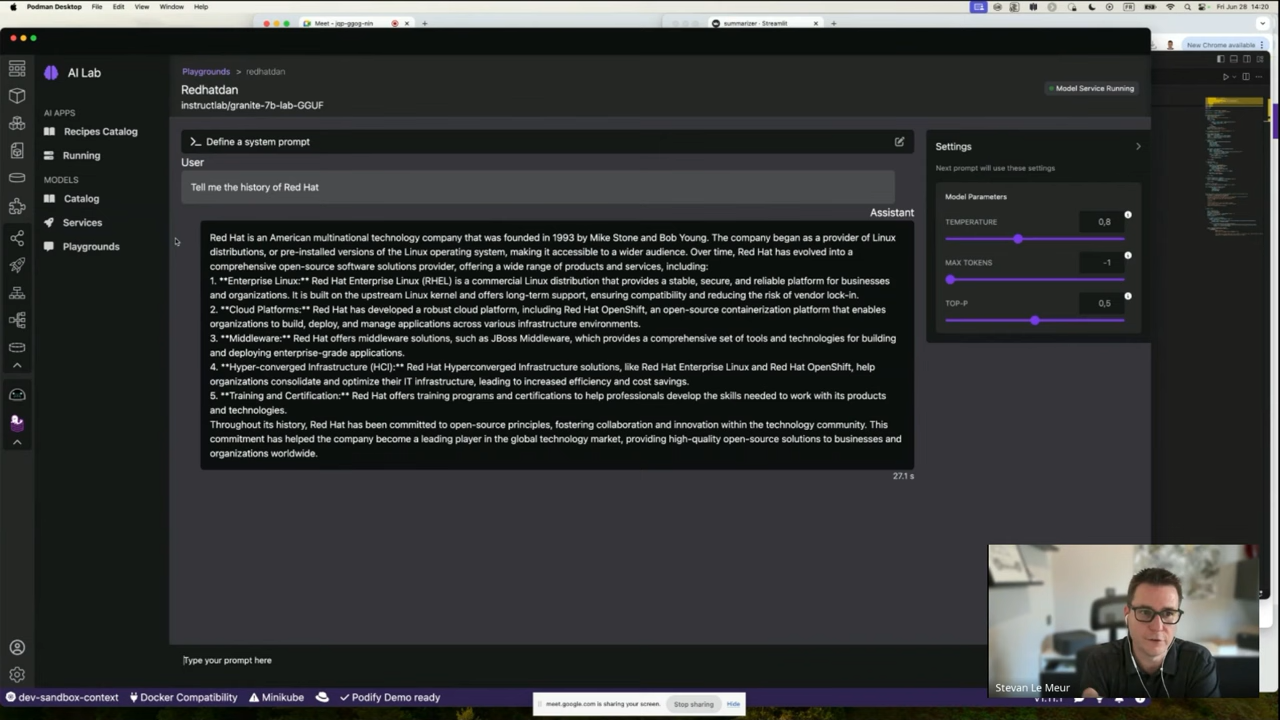 Podman Desktop File Edit View Window Help
FR Fri Jun 28 14:20
Meet - jqp-ggog-nin
summarizer · Streamlit
New Chrome available
AI Lab
AI APPS
Recipes Catalog
Running
MODELS
Catalog
Services
Playgrounds
Playgrounds > redhatdan
Redhatdan
instructlab/granite-7b-lab-GGUF
Model Service Running
Define a system prompt
User
Tell me the history of Red Hat
Assistant
Red Hat is an American multinational technology company that was founded in 1993 by Mike Stone and Bob Young. The company began as a provider of Linux
distributions, or pre-installed versions of the Linux operating system, making it accessible to a wider audience. Over time, Red Hat has evolved into a
comprehensive open-source software solutions provider, offering a wide range of products and services, including:
1. **Enterprise Linux:** Red Hat Enterprise Linux (RHEL) is a commercial Linux distribution that provides a stable, secure, and reliable platform for businesses
and organizations. It is built on the upstream Linux kernel and offers long-term support, ensuring compatibility and reducing the risk of vendor lock-in.
2. **Cloud Platforms:** Red Hat has developed a robust cloud platform, including Red Hat OpenShift, an open-source containerization platform that enables
organizations to build, deploy, and manage applications across various infrastructure environments.
3. **Middleware:** Red Hat offers middleware solutions, such as JBoss Middleware, which provides a comprehensive set of tools and technologies for building
and deploying enterprise-grade applications.
4. **Hyper-converged Infrastructure (HCI):** Red Hat Hyperconverged Infrastructure solutions, like Red Hat Enterprise Linux and Red Hat OpenShift, help
organizations consolidate and optimize their IT infrastructure, leading to increased efficiency and cost savings.
5. **Training and Certification:** Red Hat offers training programs and certifications to help professionals develop the skills needed to work with its products
and technologies.
Throughout its history, Red Hat has been committed to open-source principles, fostering collaboration and innovation within the technology community. This
commitment has helped the company become a leading player in the global technology market, providing high-quality open-source solutions to businesses and
organizations worldwide.
27.1 s
Settings
Next prompt will use these settings
Model Parameters
TEMPERATURE 0,8
MAX TOKENS -1
TOP-P 0,5
Type your prompt here
Stevan Le Meur
dev-sandbox-context Docker Compatibility Minikube Podify Demo ready
meet.google.com is sharing your screen. Stop sharing Hide